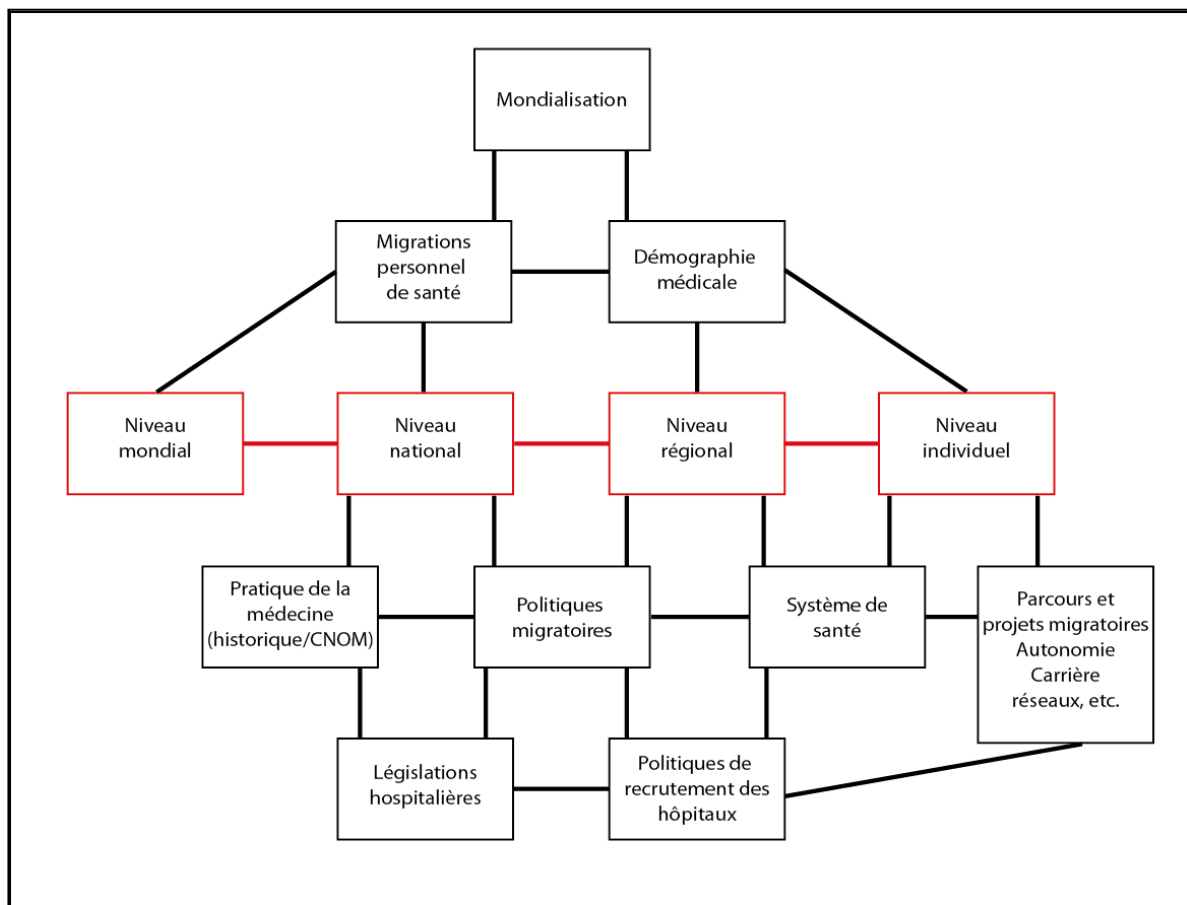 Mondialisation
Migrations
personnel
de santé
Démographie
médicale
Niveau
mondial
Niveau
national
Niveau
régional
Niveau
individuel
Pratique de la
médecine
(historique/CNOM)
Politiques
migratoires
Système de
santé
Parcours et
projets migratoires
Autonomie
Carrière
réseaux, etc.
Législations
hospitalières
Politiques de
recrutement des
hôpitaux